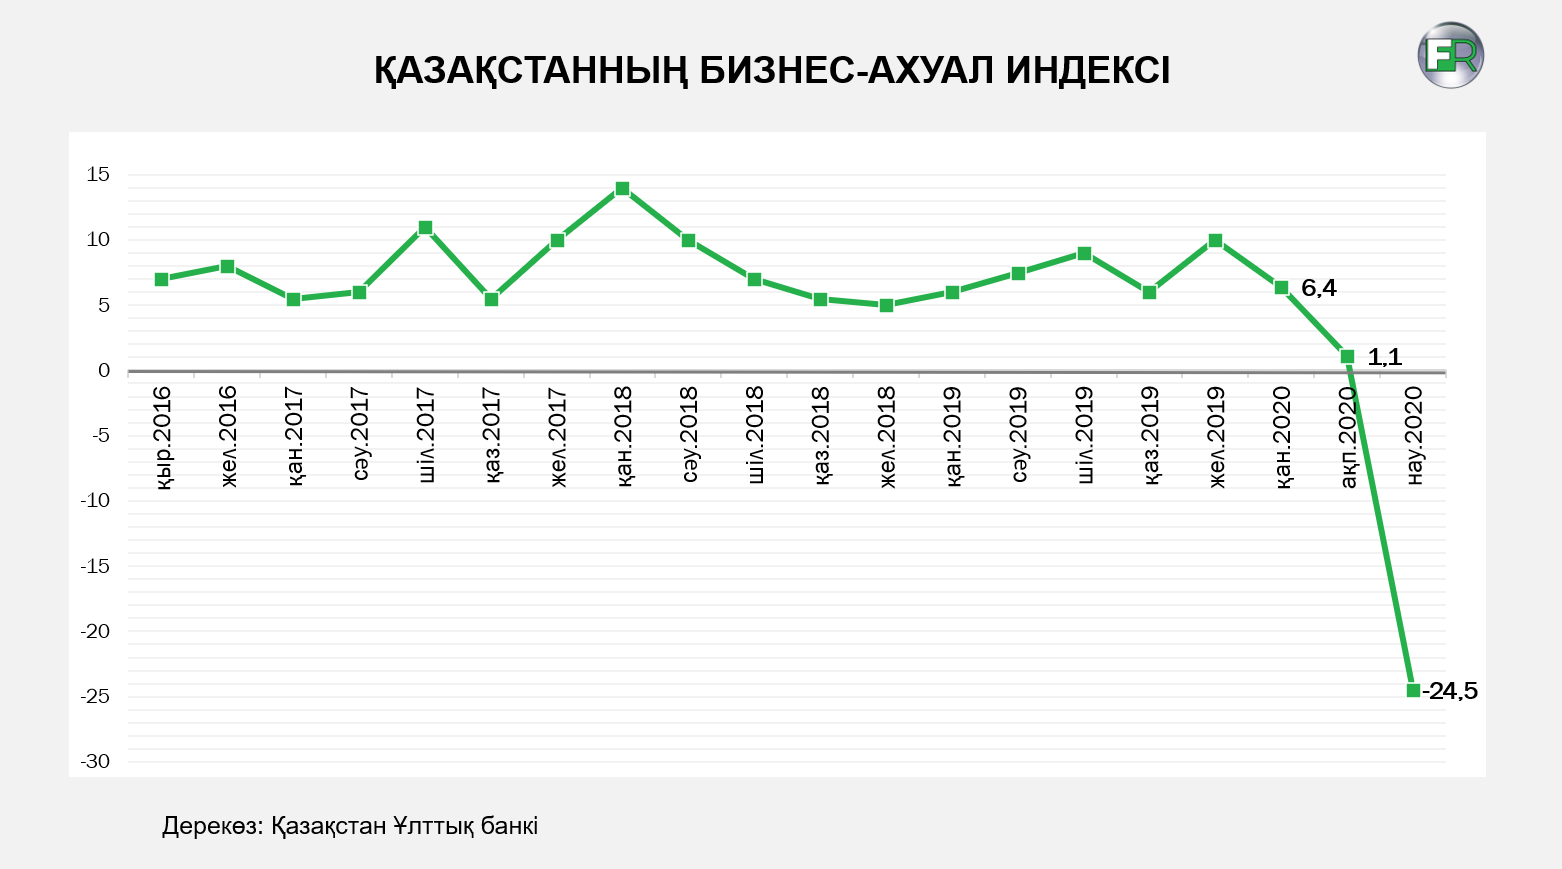 ҚАЗАҚСТАННЫҢ БИЗНЕС-АХУАЛ ИНДЕКСІ
FR
15
10
5
0
-5
-10
-15
-20
-25
-30
6,4
1,1
-24,5
қыр.2016
жел.2016
қан.2017
сәу.2017
шіл.2017
қаз.2017
жел.2017
қан.2018
сәу.2018
шіл.2018
қаз.2018
жел.2018
қан.2019
сәу.2019
шіл.2019
қаз.2019
жел.2019
қан.2020
ақп.2020
нау.2020
Дерекөз: Қазақстан Ұлттық банкі